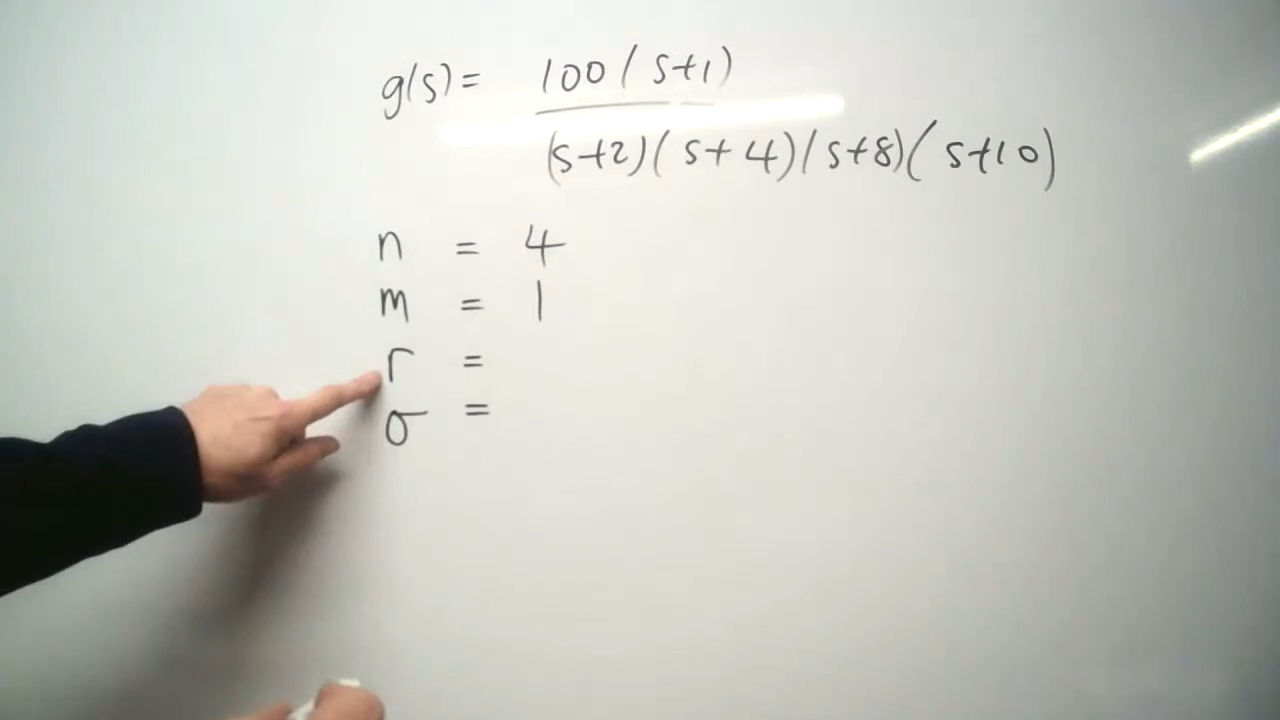 g(s) = 100(s+1)
(s+2)(s+4)(s+8)(s+10)
n = 4
m = 1
r =
σ =